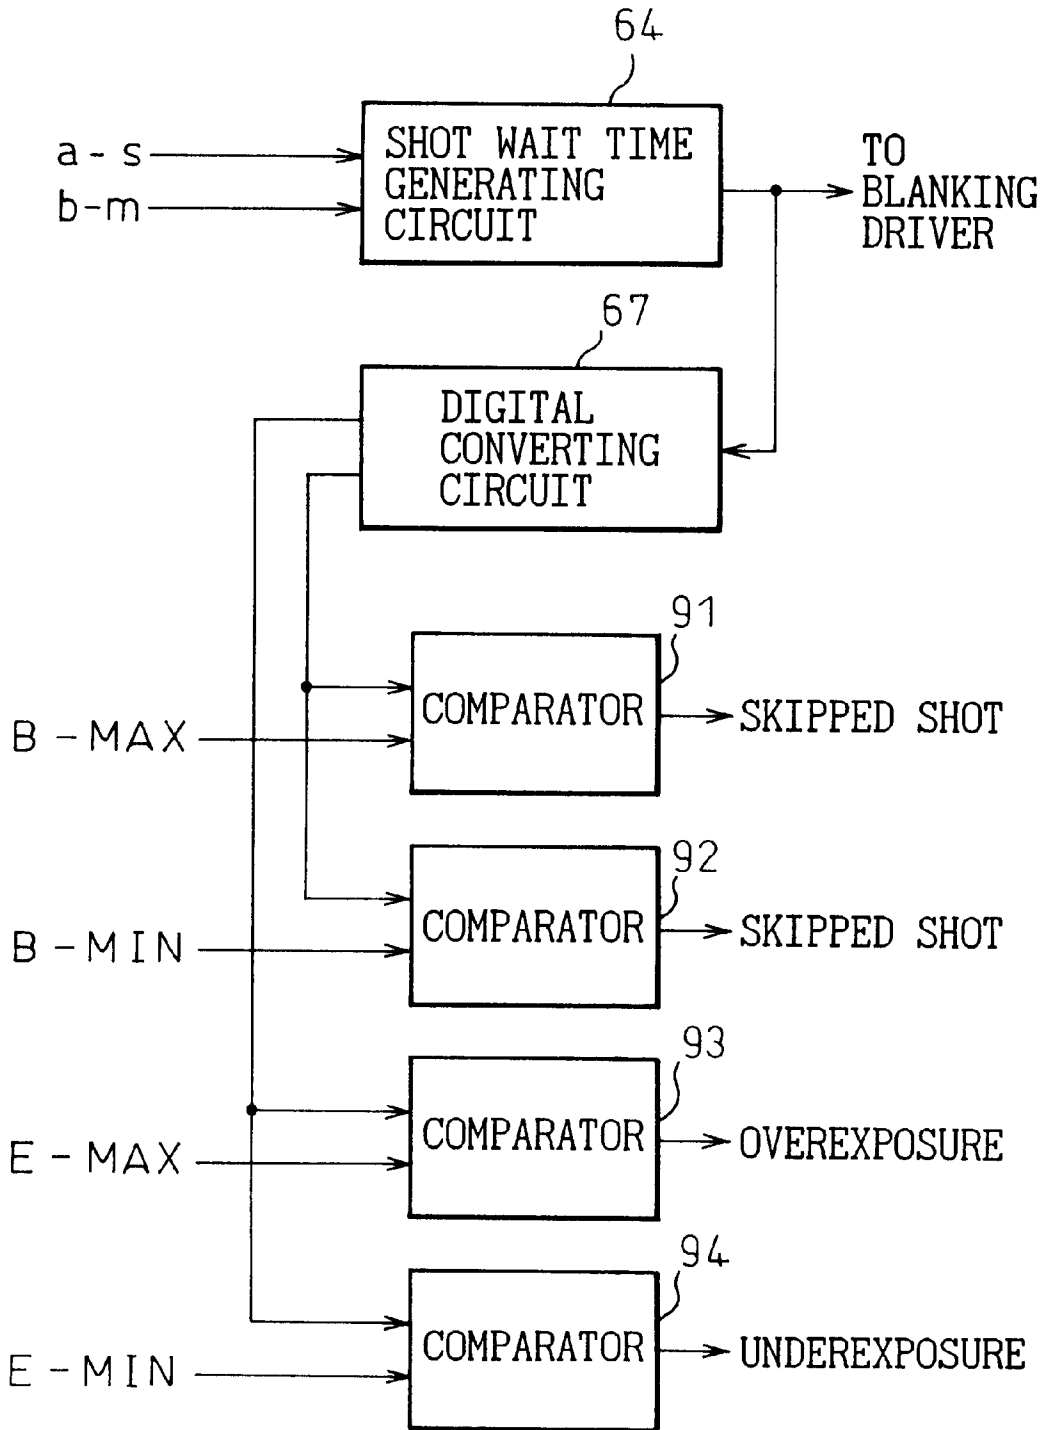 64
a-s
b-m
SHOT WAIT TIME
GENERATING
CIRCUIT
TO
BLANKING
DRIVER
67
DIGITAL
CONVERTING
CIRCUIT
91
COMPARATOR
SKIPPED SHOT
B-MAX
92
COMPARATOR
SKIPPED SHOT
B-MIN
93
COMPARATOR
OVEREXPOSURE
E-MAX
94
COMPARATOR
UNDEREXPOSURE
E-MIN